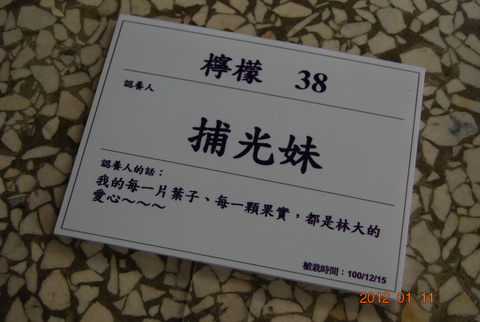 檸檬 38
認養人
捕光妹
認養人的話：
我的每一片葉子、每一顆果實，都是林大的
愛心～～～
植栽時間：100/12/15
2012 01 11